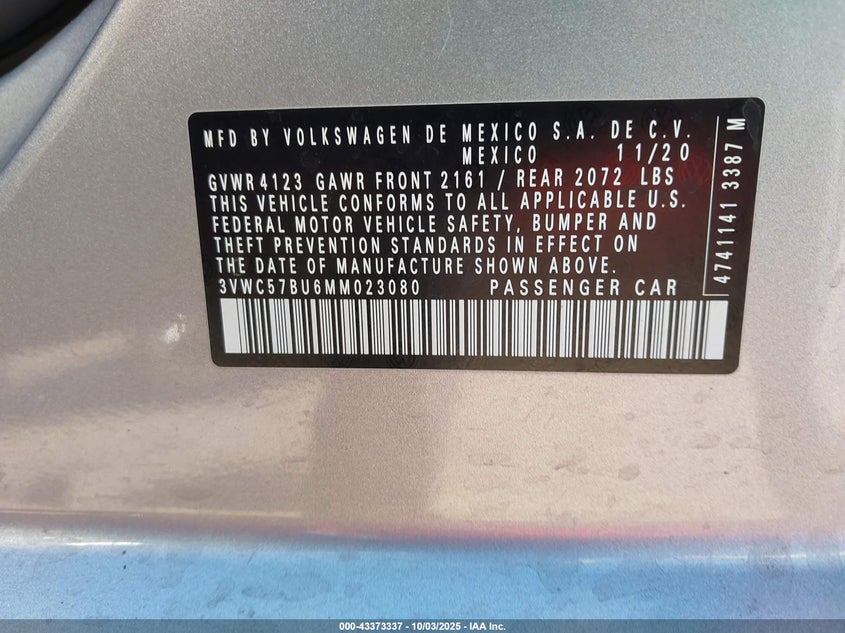 MFD BY VOLKSWAGEN DE MEXICO S.A. DE C.V.
MEXICO 11/20
GVWR 4123 GAWR FRONT 2161 / REAR 2072 LBS
THIS VEHICLE CONFORMS TO ALL APPLICABLE U.S.
FEDERAL MOTOR VEHICLE SAFETY, BUMPER AND
THEFT PREVENTION STANDARDS IN EFFECT ON
THE DATE OF MANUFACTURE SHOWN ABOVE.
3VWC57BU6MM023080 PASSENGER CAR
4741141 3387 M
000-43373337 - 10/03/2025 - IAA Inc.